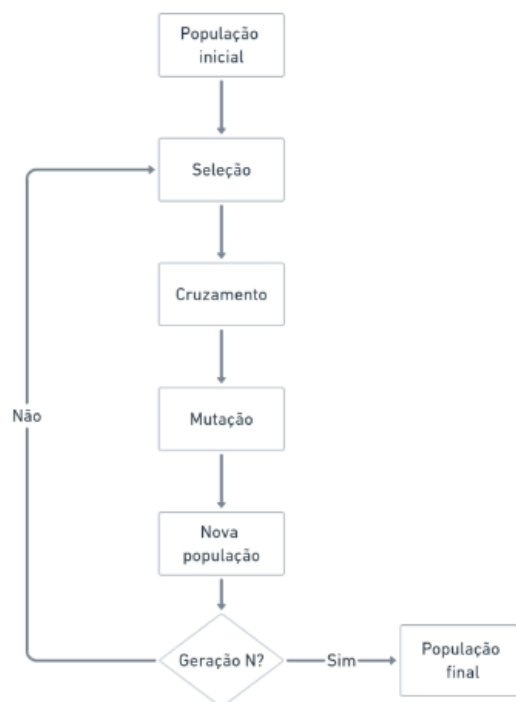 População
inicial
Seleção
Cruzamento
Não
Mutação
Nova
população
Geração N?
Sim
População
final